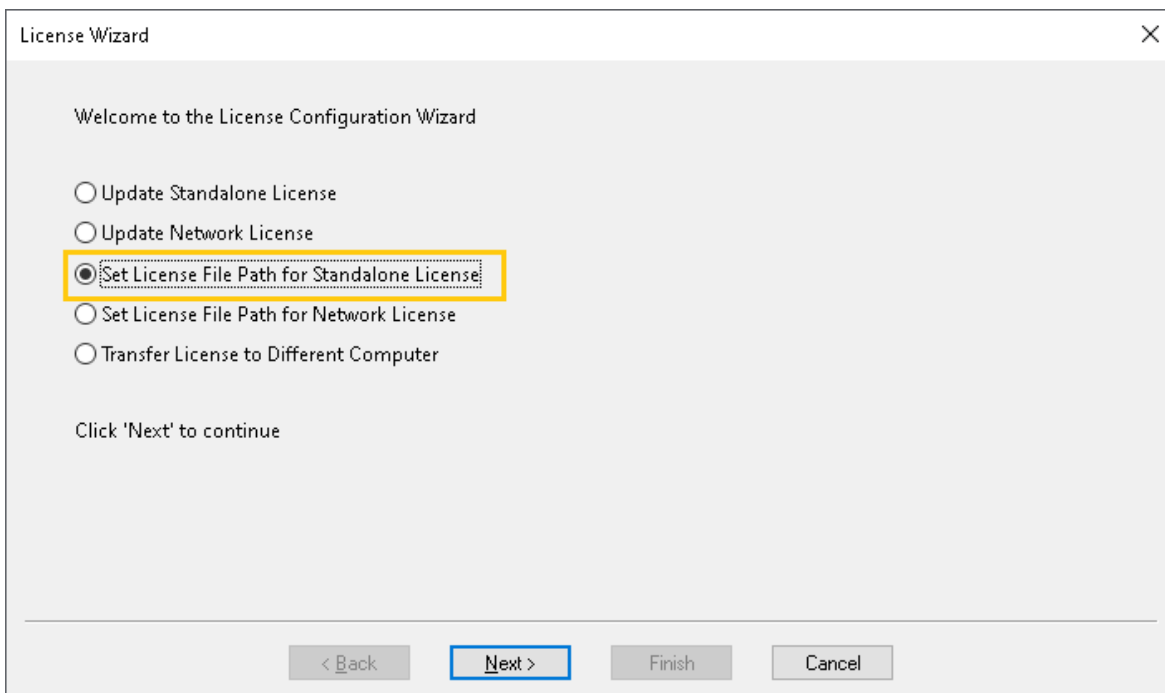 License Wizard
Welcome to the License Configuration Wizard
Update Standalone License
Update Network License
Set License File Path for Standalone License
Set License File Path for Network License
Transfer License to Different Computer
Click 'Next' to continue
< Back Next > Finish Cancel